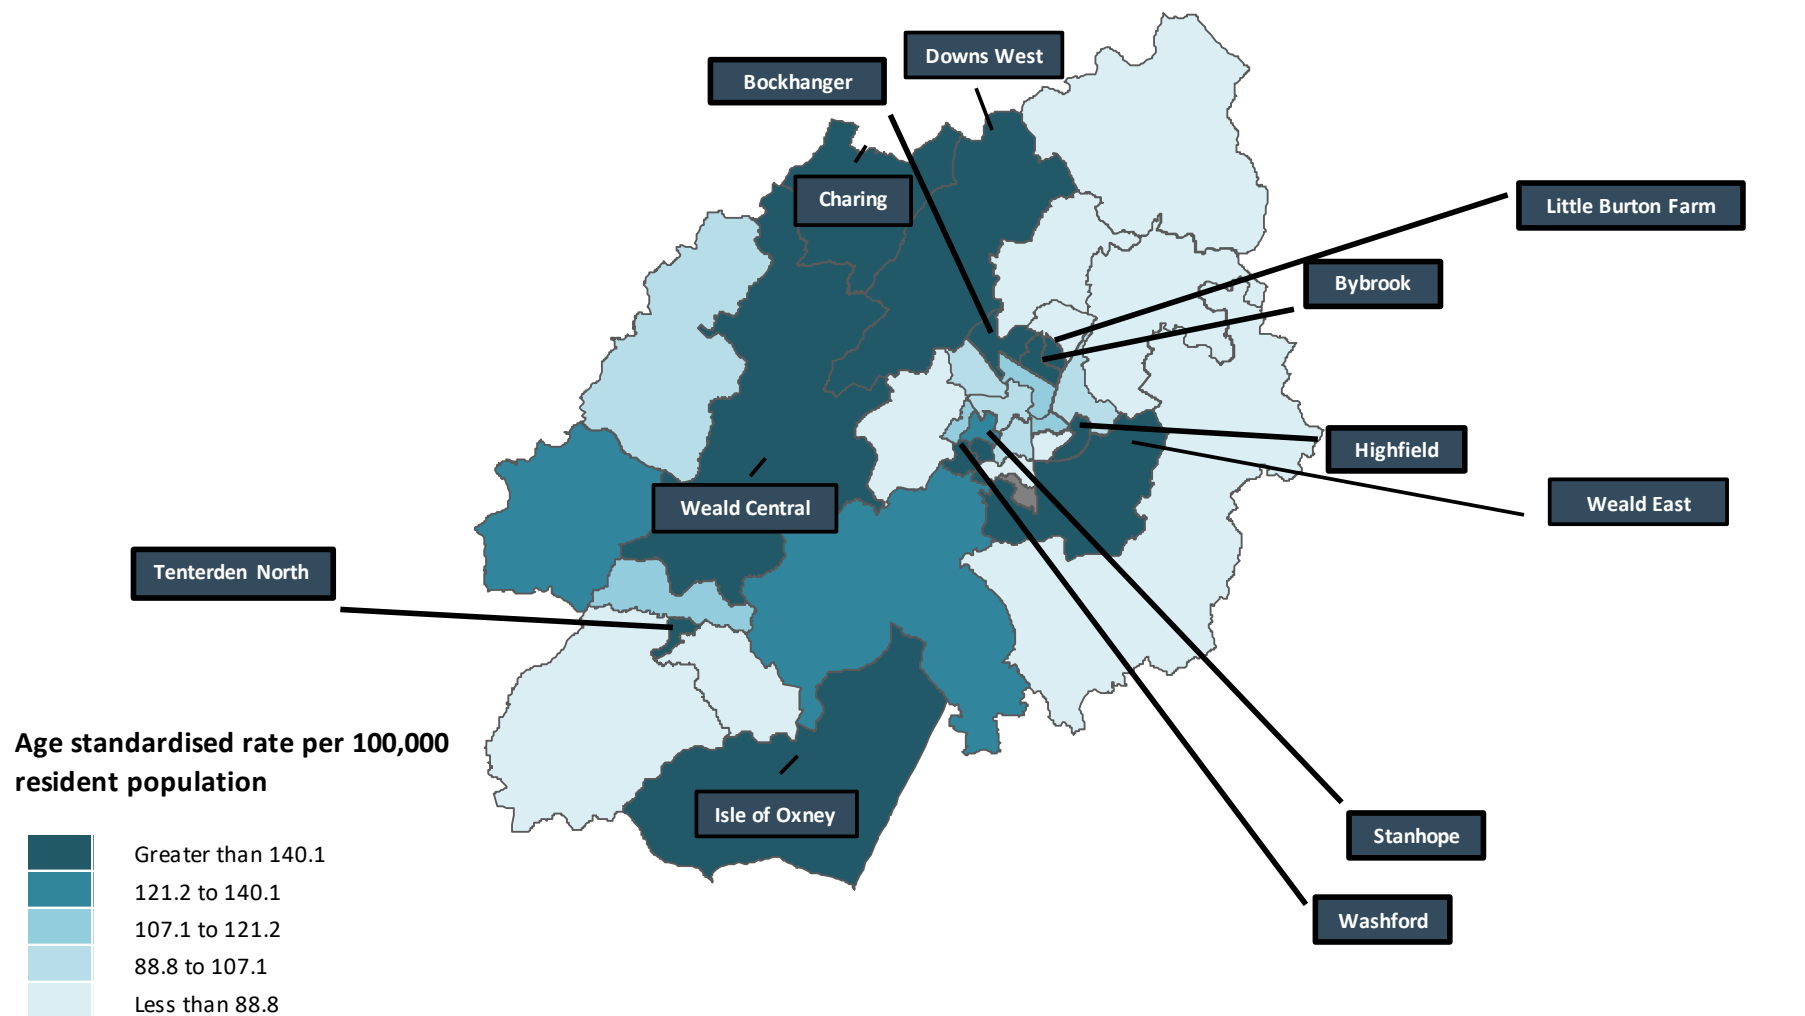 Downs West
Bockhanger
Charing
Little Burton Farm
Bybrook
Highfield
Weald East
Weald Central
Tenterden North
Age standardised rate per 100,000
resident population
Isle of Oxney
Stanhope
Washford
Greater than 140.1
121.2 to 140.1
107.1 to 121.2
88.8 to 107.1
Less than 88.8